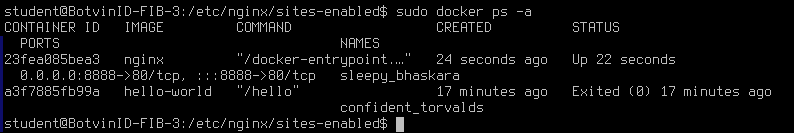 student@BotvinID-FIB-3:/etc/nginx/sites-enabled$ sudo docker ps -a
CONTAINER ID   IMAGE         COMMAND                  CREATED          STATUS
  PORTS                                   NAMES
23fea085bea3   nginx         "/docker-entrypoint.…"   24 seconds ago   Up 22 seconds
  0.0.0.0:8888->80/tcp, :::8888->80/tcp   sleepy_bhaskara
a3f7885fb99a   hello-world   "/hello"                 17 minutes ago   Exited (0) 17 minutes ago
                                          confident_torvalds
student@BotvinID-FIB-3:/etc/nginx/sites-enabled$